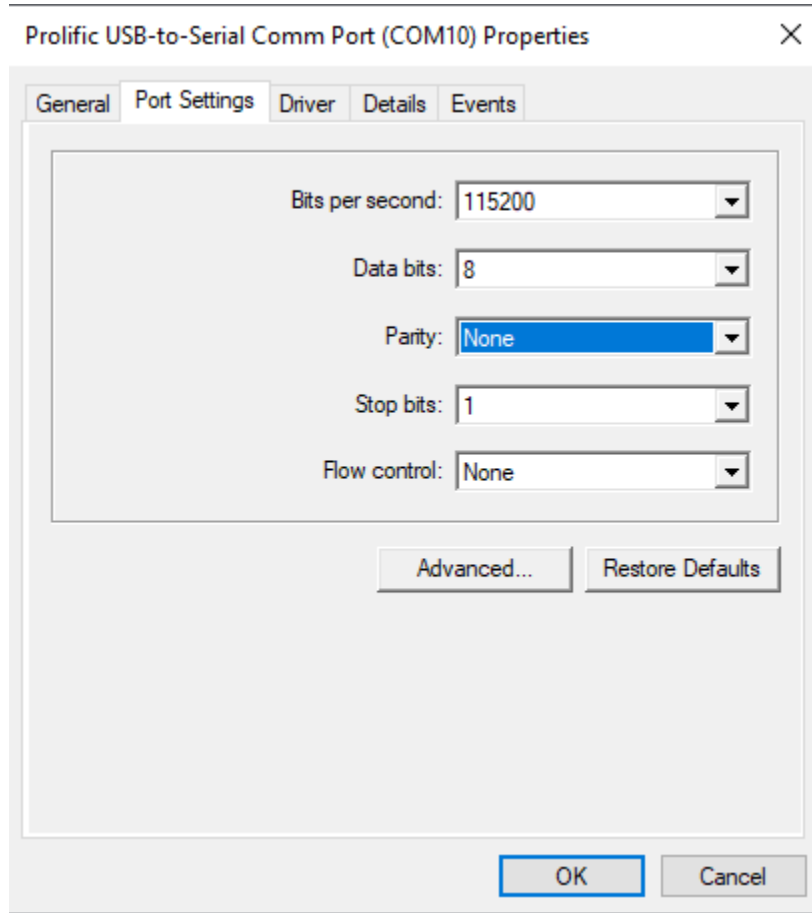 Prolific USB-to-Serial Comm Port (COM10) Properties
General Port Settings Driver Details Events
Bits per second: 115200
Data bits: 8
Parity: None
Stop bits: 1
Flow control: None
Advanced... Restore Defaults
OK Cancel